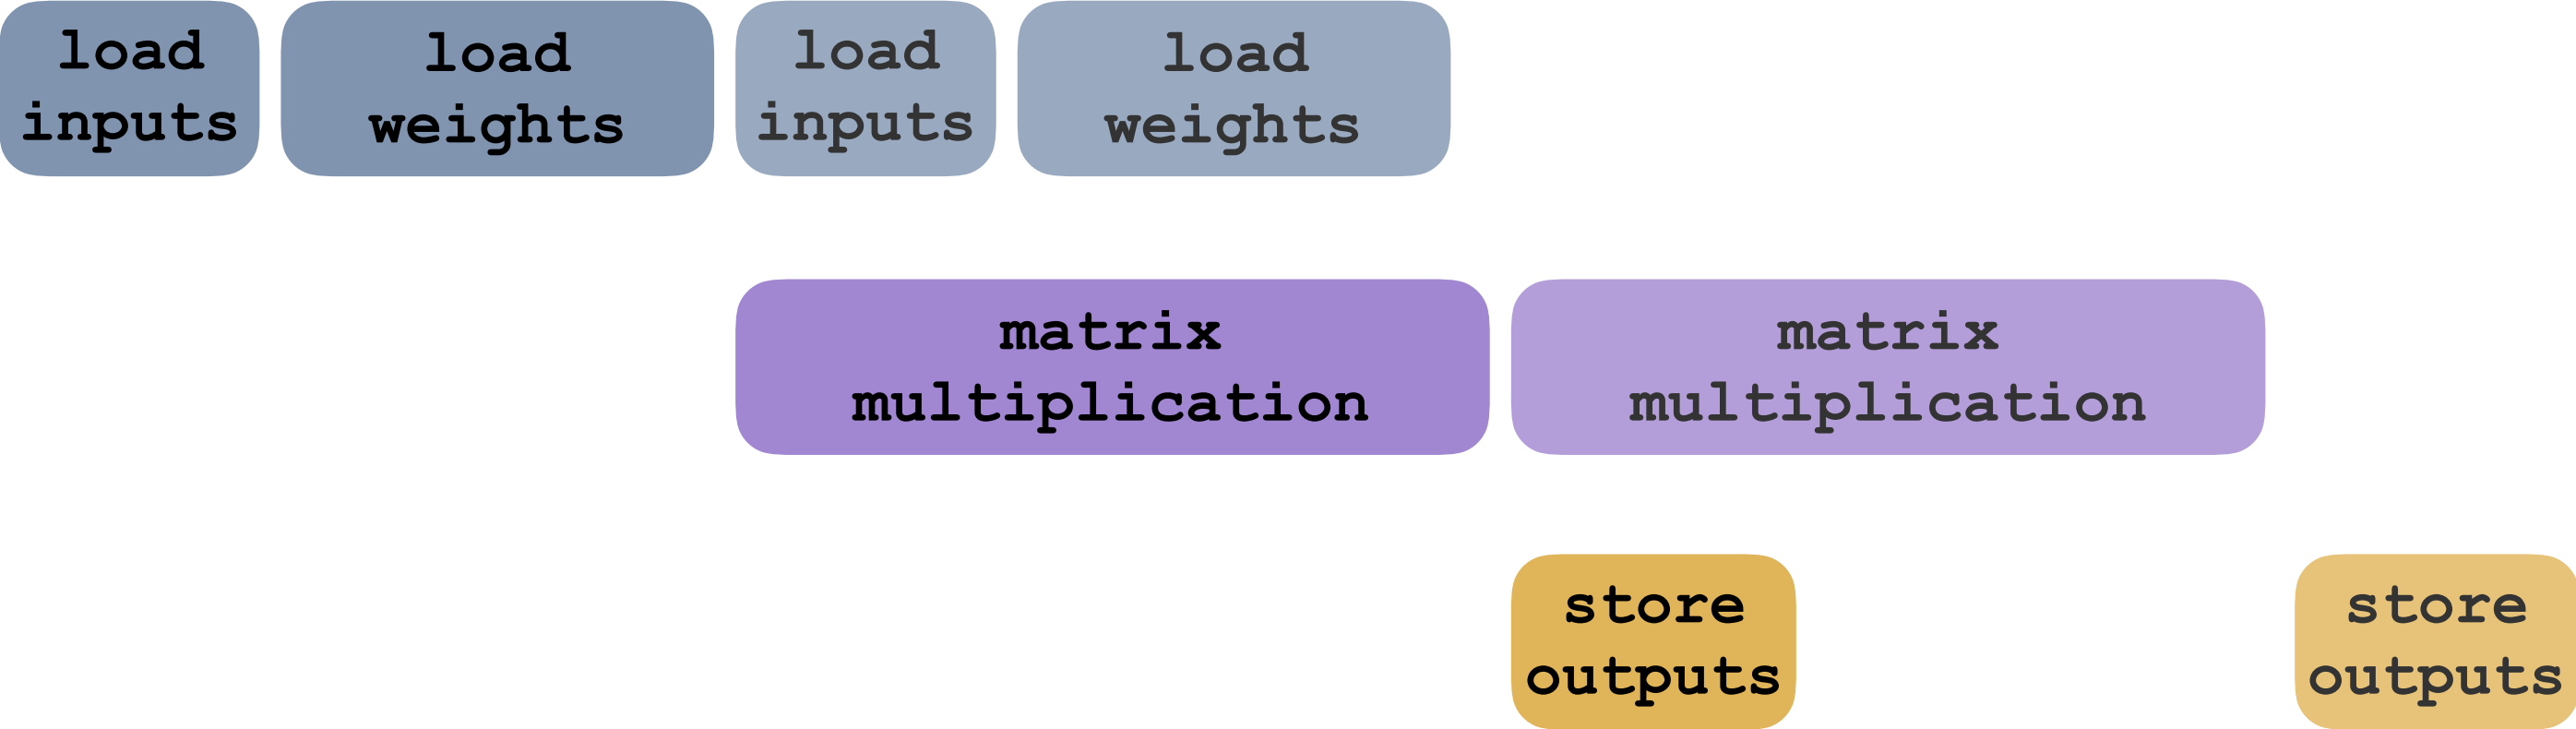 load
inputs
load
weights
load
inputs
load
weights
matrix
multiplication
matrix
multiplication
store
outputs
store
outputs